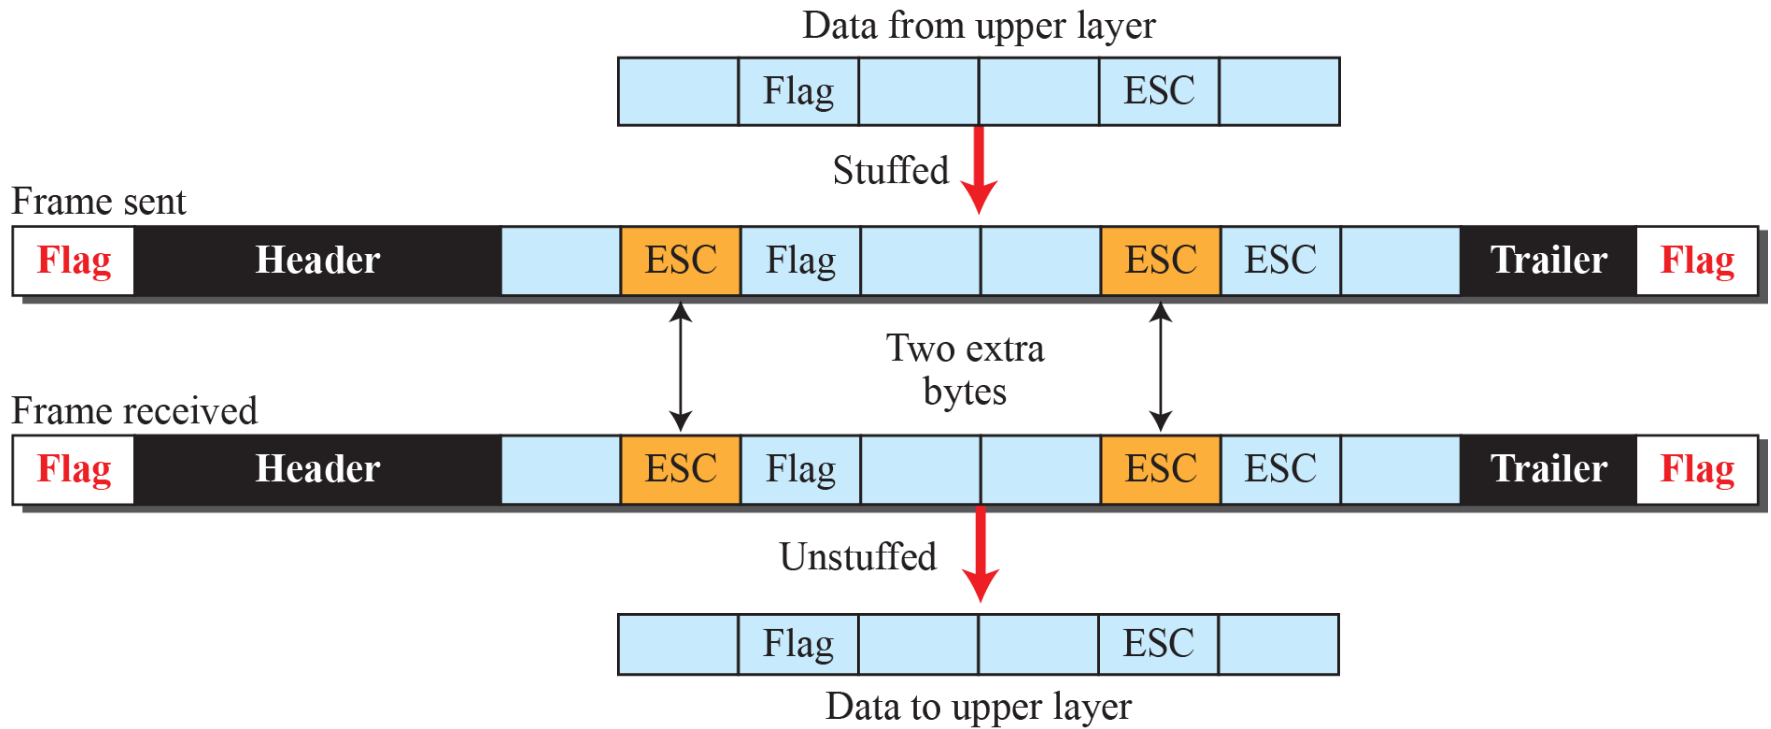 Data from upper layer
Flag ESC
Stuffed
Frame sent
Flag Header ESC Flag ESC ESC Trailer Flag
Two extra
bytes
Frame received
Flag Header ESC Flag ESC ESC Trailer Flag
Unstuffed
Flag ESC
Data to upper layer